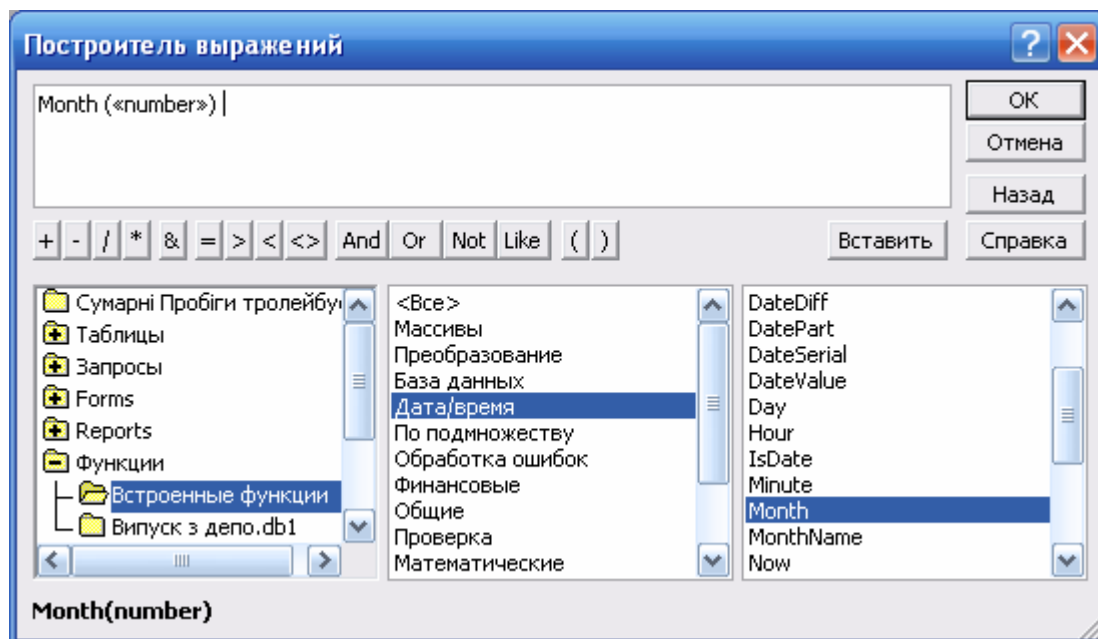 Построитель выражений
Month («number»)
OK
Отмена
Назад
+ - / * & = > < <> And Or Not Like ( ) Вставить Справка
Сумарні Пробіги тролейбу
Таблицы
Запросы
Forms
Reports
Функции
Встроенные функции
Випуск з депо.db1
<Все>
Массивы
Преобразование
База данных
Дата/время
По подмножеству
Обработка ошибок
Финансовые
Общие
Проверка
Математические
DateDiff
DatePart
DateSerial
DateValue
Day
Hour
IsDate
Minute
Month
MonthName
Now
Month(number)